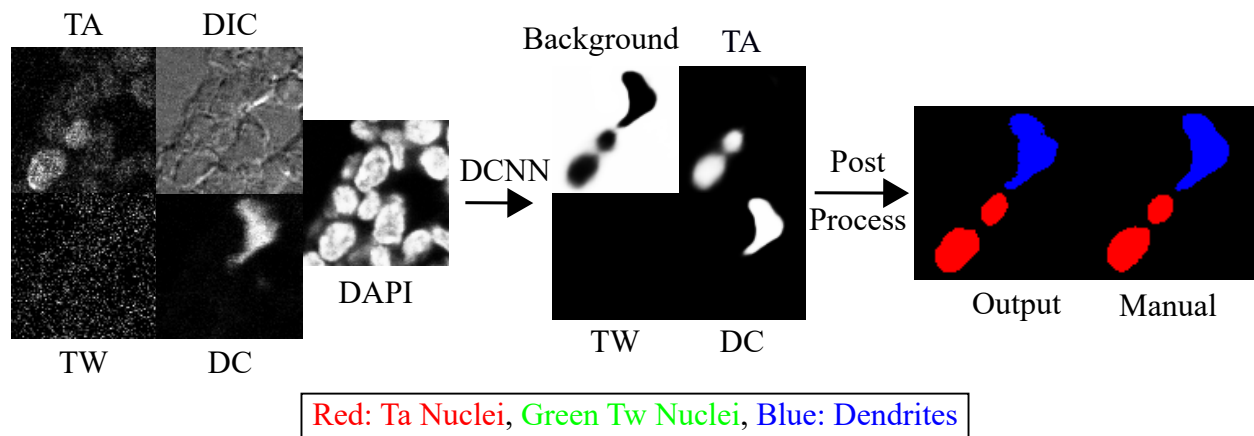 TA
DIC
Background
TA
DCNN
Post
Process
DAPI
TW
DC
TW
DC
Output
Manual
Red: Ta Nuclei, Green Tw Nuclei, Blue: Dendrites